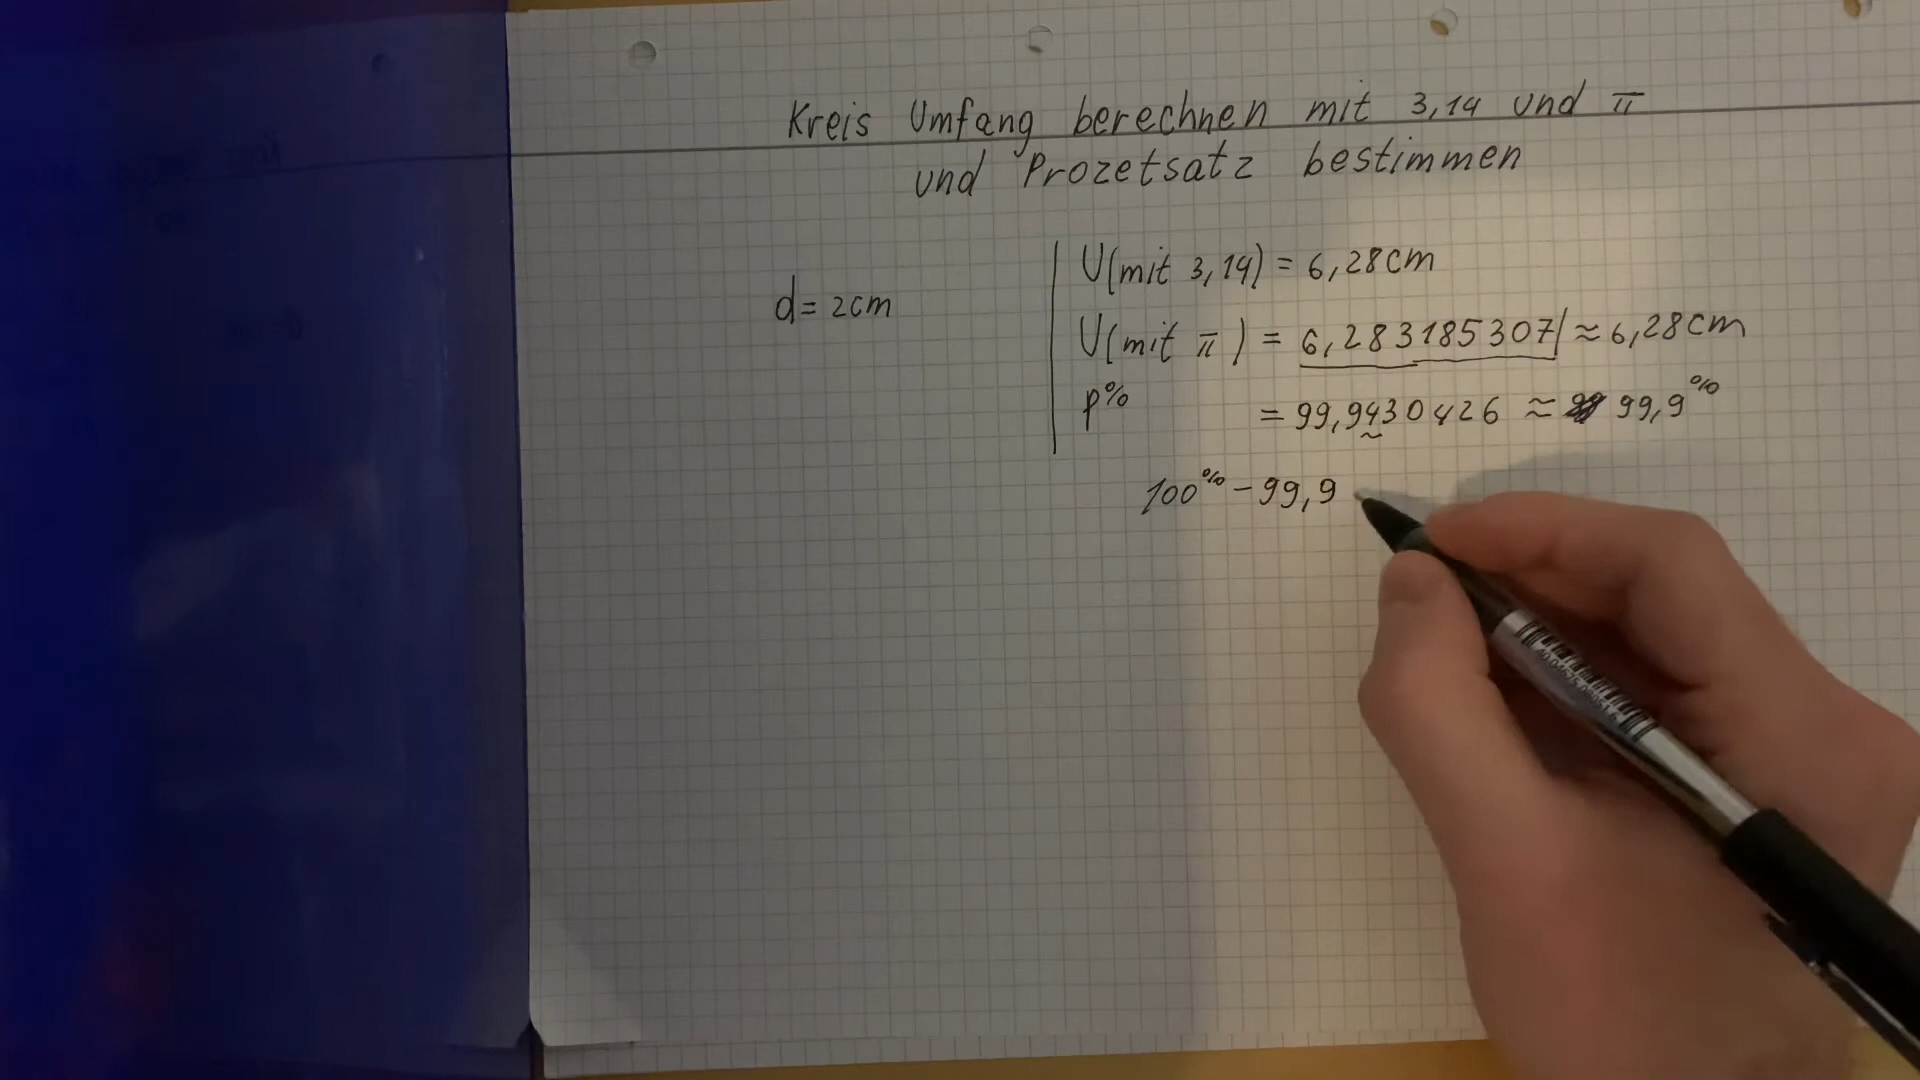 Kreis Umfang berechnen mit 3,14 und π
und Prozetsatz bestimmen
d = 2cm
U(mit 3,14) = 6,28cm
U(mit π) = 6,283185307| ≈ 6,28cm
p% = 99,9430426 ≈ 99,9%
100% - 99,9